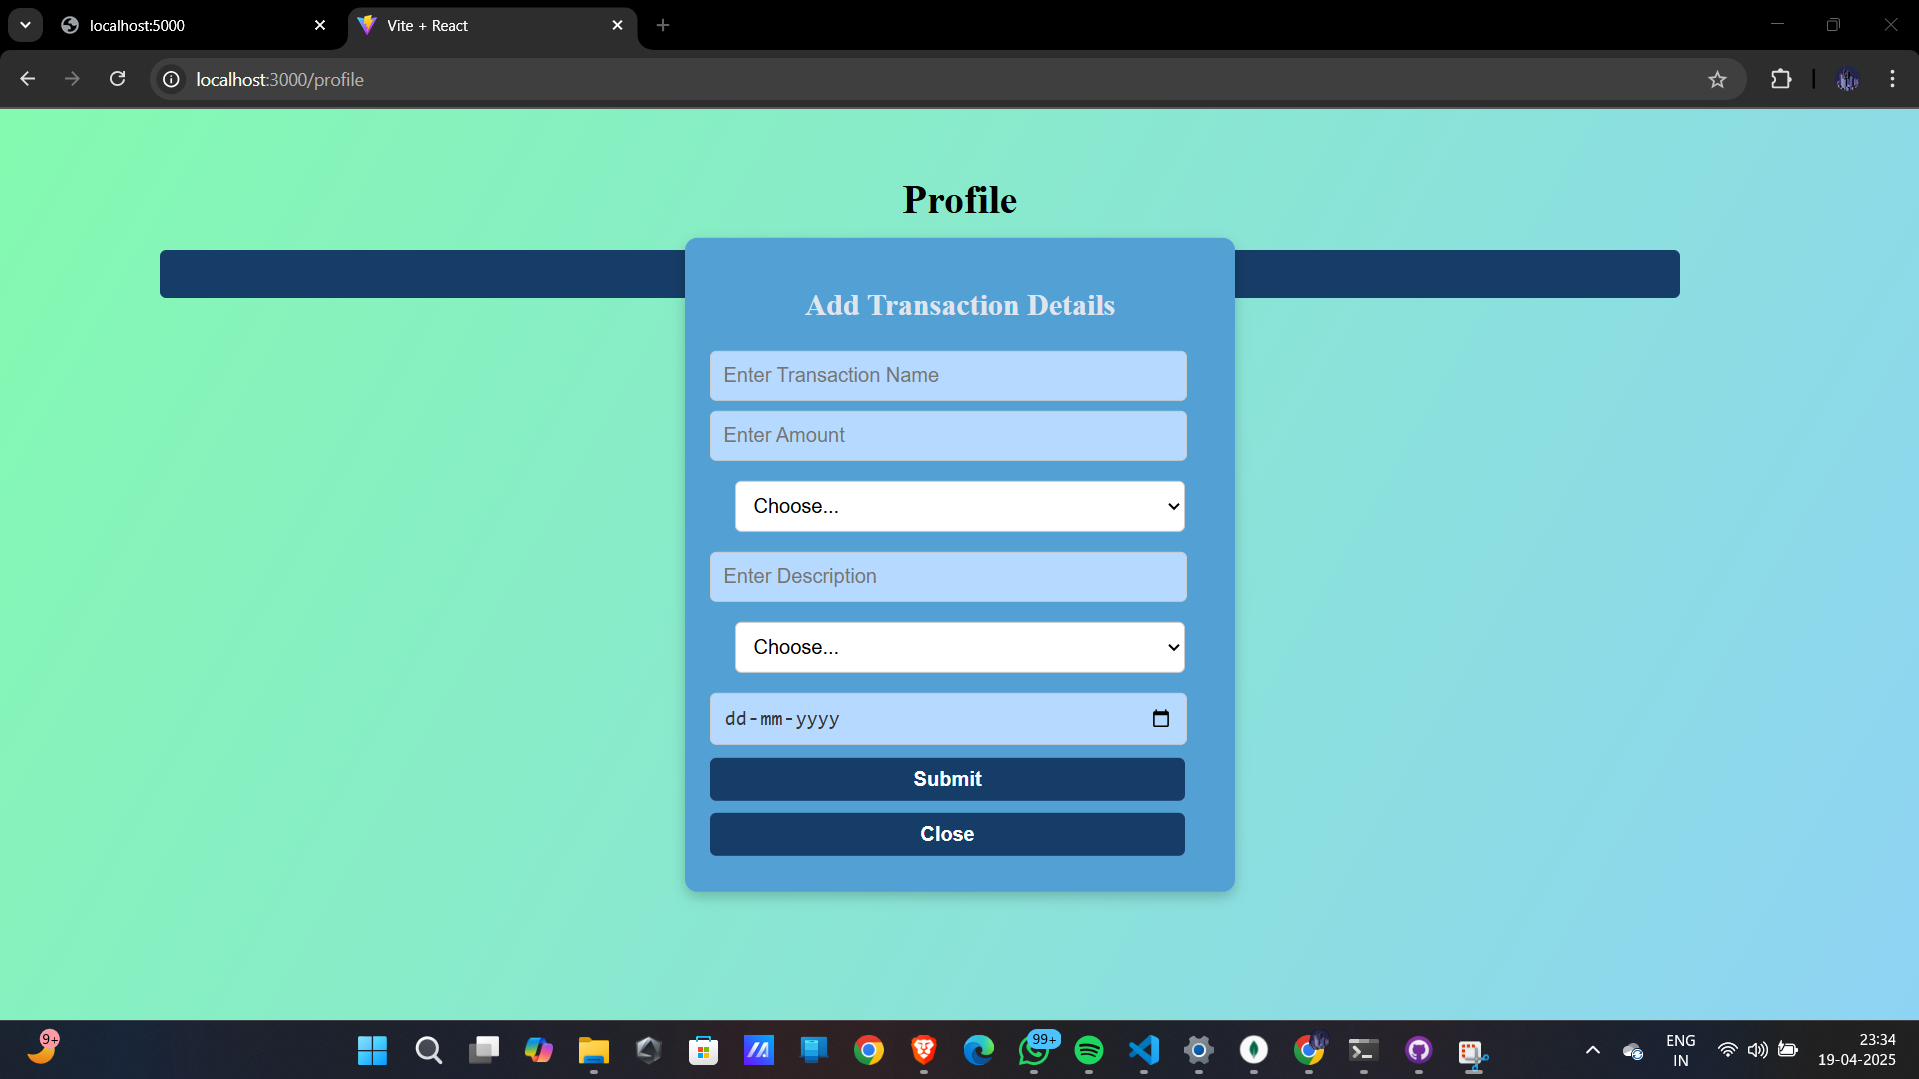 localhost:5000
Vite + React
localhost:3000/profile
Profile
Add Transaction Details
Enter Transaction Name
Enter Amount
Choose...
Enter Description
Choose...
dd-mm-yyyy
Submit
Close
9+
99+
ENG
IN
23:34
19-04-2025